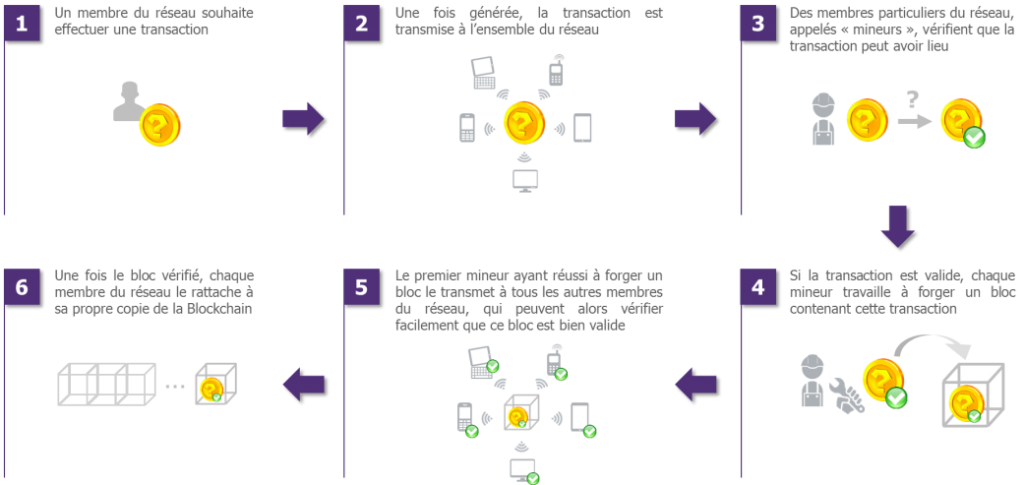 1
Un membre du réseau souhaite
effectuer une transaction
2
Une fois générée, la transaction est
transmise à l'ensemble du réseau
3
Des membres particuliers du réseau,
appelés « mineurs », vérifient que la
transaction peut avoir lieu
?
4
Si la transaction est valide, chaque
mineur travaille à forger un bloc
contenant cette transaction
5
Le premier mineur ayant réussi à forger un
bloc le transmet à tous les autres membres
du réseau, qui peuvent alors vérifier
facilement que ce bloc est bien valide
6
Une fois le bloc vérifié, chaque
membre du réseau le rattache à
sa propre copie de la Blockchain
...